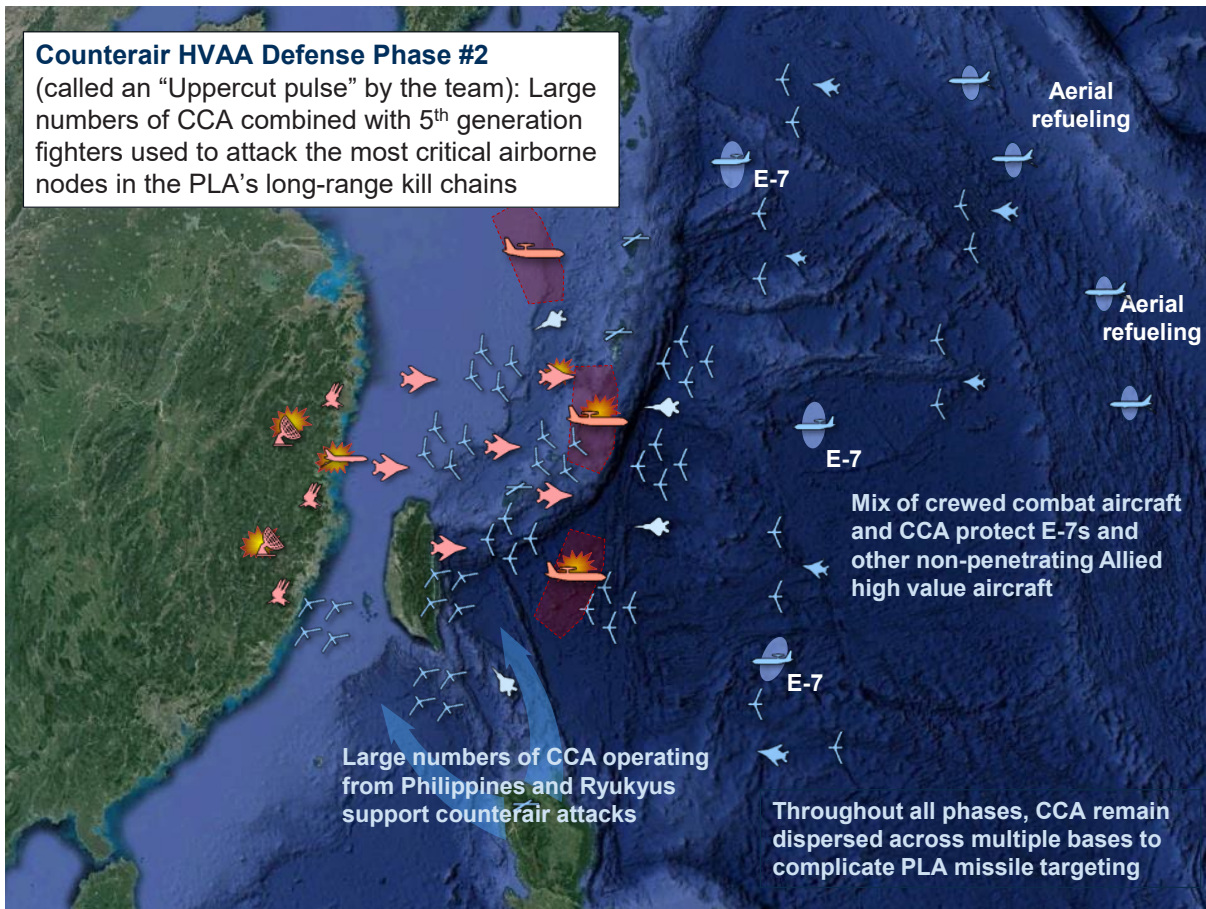 Counterair HVAA Defense Phase #2
(called an “Uppercut pulse” by the team): Large
numbers of CCA combined with 5th generation
fighters used to attack the most critical airborne
nodes in the PLA’s long-range kill chains
Aerial
refueling
E-7
Aerial
refueling
E-7
Mix of crewed combat aircraft
and CCA protect E-7s and
other non-penetrating Allied
high value aircraft
E-7
Large numbers of CCA operating
from Philippines and Ryukyus
support counterair attacks
Throughout all phases, CCA remain
dispersed across multiple bases to
complicate PLA missile targeting